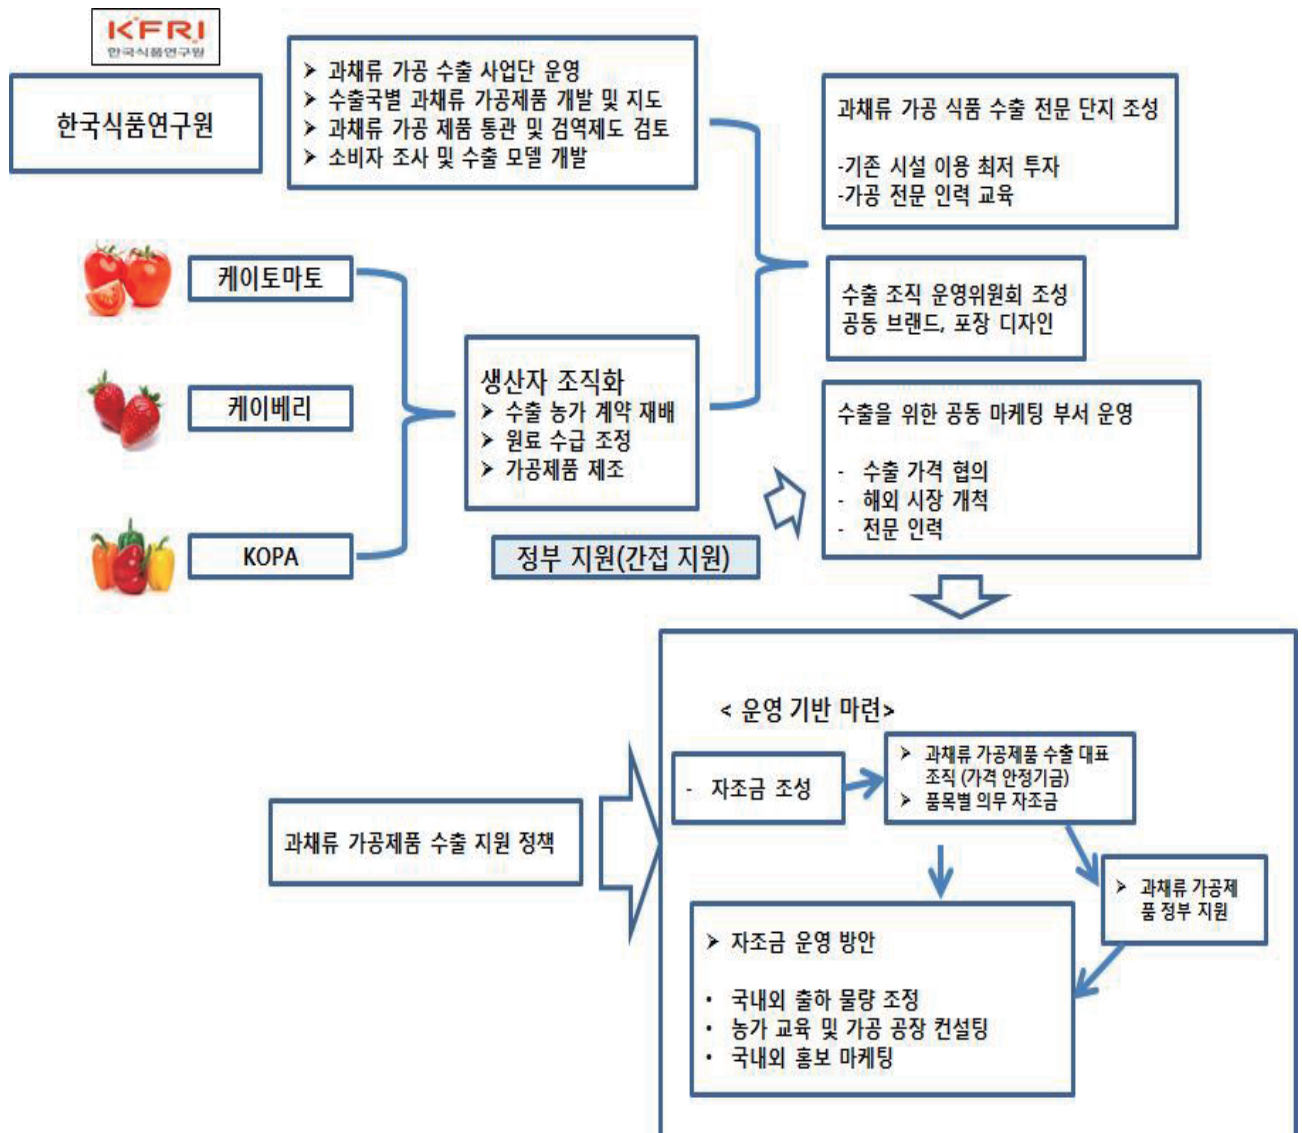 KFRI
한국식품연구원
한국식품연구원
➢ 과채류 가공 수출 사업단 운영
➢ 수출국별 과채류 가공제품 개발 및 지도
➢ 과채류 가공 제품 통관 및 검역제도 검토
➢ 소비자 조사 및 수출 모델 개발
과채류 가공 식품 수출 전문 단지 조성
-기존 시설 이용 최저 투자
-가공 전문 인력 교육
케이토마토
수출 조직 운영위원회 조성
공동 브랜드, 포장 디자인
케이베리
생산자 조직화
➢ 수출 농가 계약 재배
➢ 원료 수급 조정
➢ 가공제품 제조
수출을 위한 공동 마케팅 부서 운영
- 수출 가격 협의
- 해외 시장 개척
- 전문 인력
KOPA
정부 지원(간접 지원)
< 운영 기반 마련>
- 자조금 조성
➢ 과채류 가공제품 수출 대표
조직 (가격 안정기금)
➢ 품목별 의무 자조금
과채류 가공제품 수출 지원 정책
➢ 과채류 가공제
품 정부 지원
➢ 자조금 운영 방안
• 국내외 출하 물량 조정
• 농가 교육 및 가공 공장 컨설팅
• 국내외 홍보 마케팅